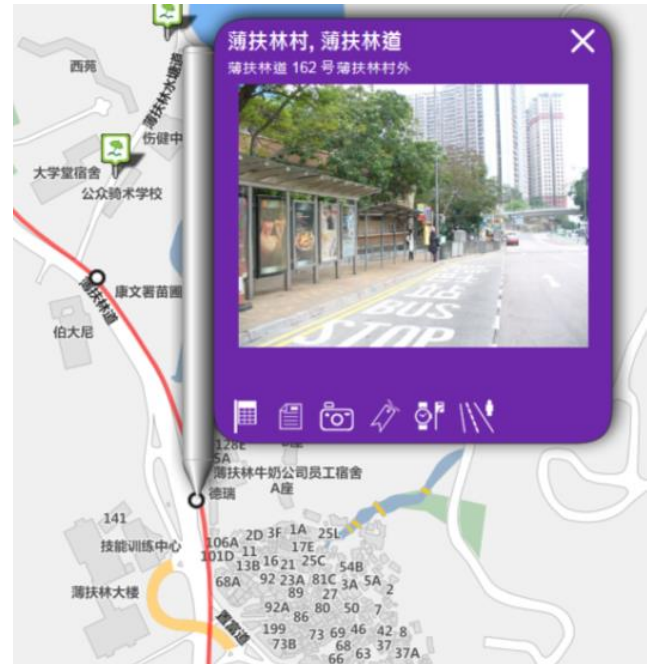 薄扶林村, 薄扶林道
薄扶林道 162 号薄扶林村外
BUS
STOP
西苑
薄扶林水塘道
伤健中
大学堂宿舍
公众骑术学校
薄扶林道
康文署苗圃
伯大尼
128E
5A
薄扶林牛奶公司员工宿舍
A座
德瑞
141
技能训练中心
薄扶林大楼
置富道
106A 2D 3F 1A 25L
101D 11 17E
13B 16 21 25C 54B
68A 92 23A 81C 3A 5A 2
89 27
92A 80 50 7
86
199 73 69 46 42 8
73B 68 37
66 63 37A